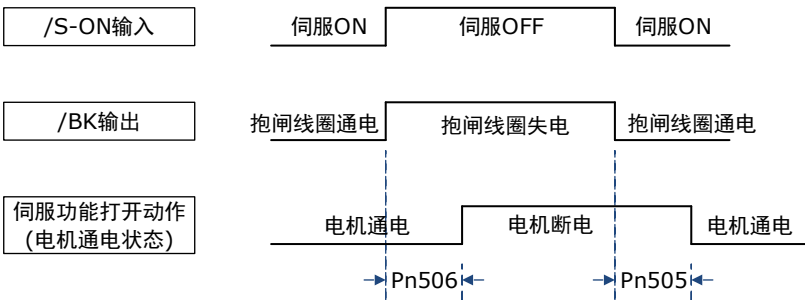 /S-ON输入
伺服ON 伺服OFF 伺服ON
/BK输出
抱闸线圈通电 抱闸线圈失电 抱闸线圈通电
伺服功能打开动作
(电机通电状态)
电机通电 电机断电 电机通电
Pn506 Pn505